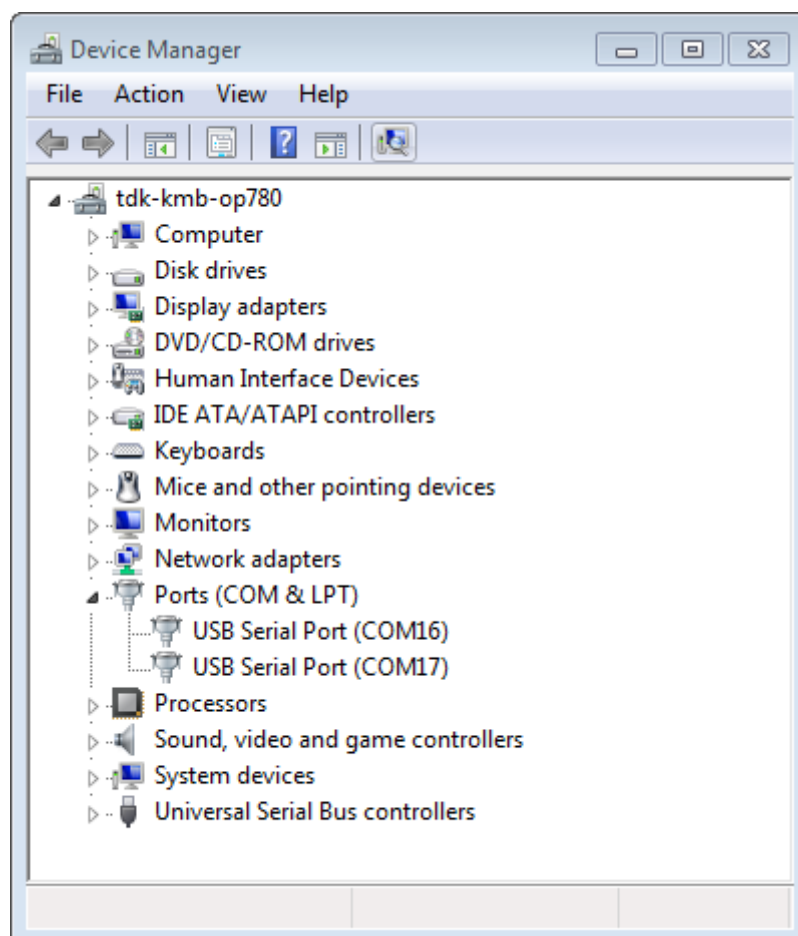 Device Manager
File Action View Help
?
tdk-kmb-op780
Computer
Disk drives
Display adapters
DVD/CD-ROM drives
Human Interface Devices
IDE ATA/ATAPI controllers
Keyboards
Mice and other pointing devices
Monitors
Network adapters
Ports (COM & LPT)
USB Serial Port (COM16)
USB Serial Port (COM17)
Processors
Sound, video and game controllers
System devices
Universal Serial Bus controllers